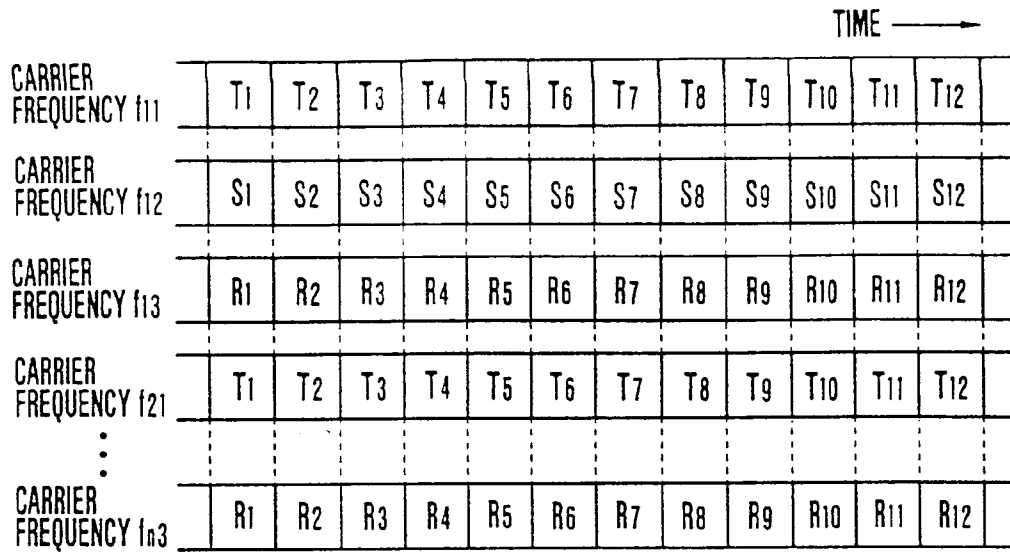 TIME
CARRIER
FREQUENCY f11
T1 T2 T3 T4 T5 T6 T7 T8 T9 T10 T11 T12
CARRIER
FREQUENCY f12
S1 S2 S3 S4 S5 S6 S7 S8 S9 S10 S11 S12
CARRIER
FREQUENCY f13
R1 R2 R3 R4 R5 R6 R7 R8 R9 R10 R11 R12
CARRIER
FREQUENCY f21
T1 T2 T3 T4 T5 T6 T7 T8 T9 T10 T11 T12
CARRIER
FREQUENCY fn3
R1 R2 R3 R4 R5 R6 R7 R8 R9 R10 R11 R12